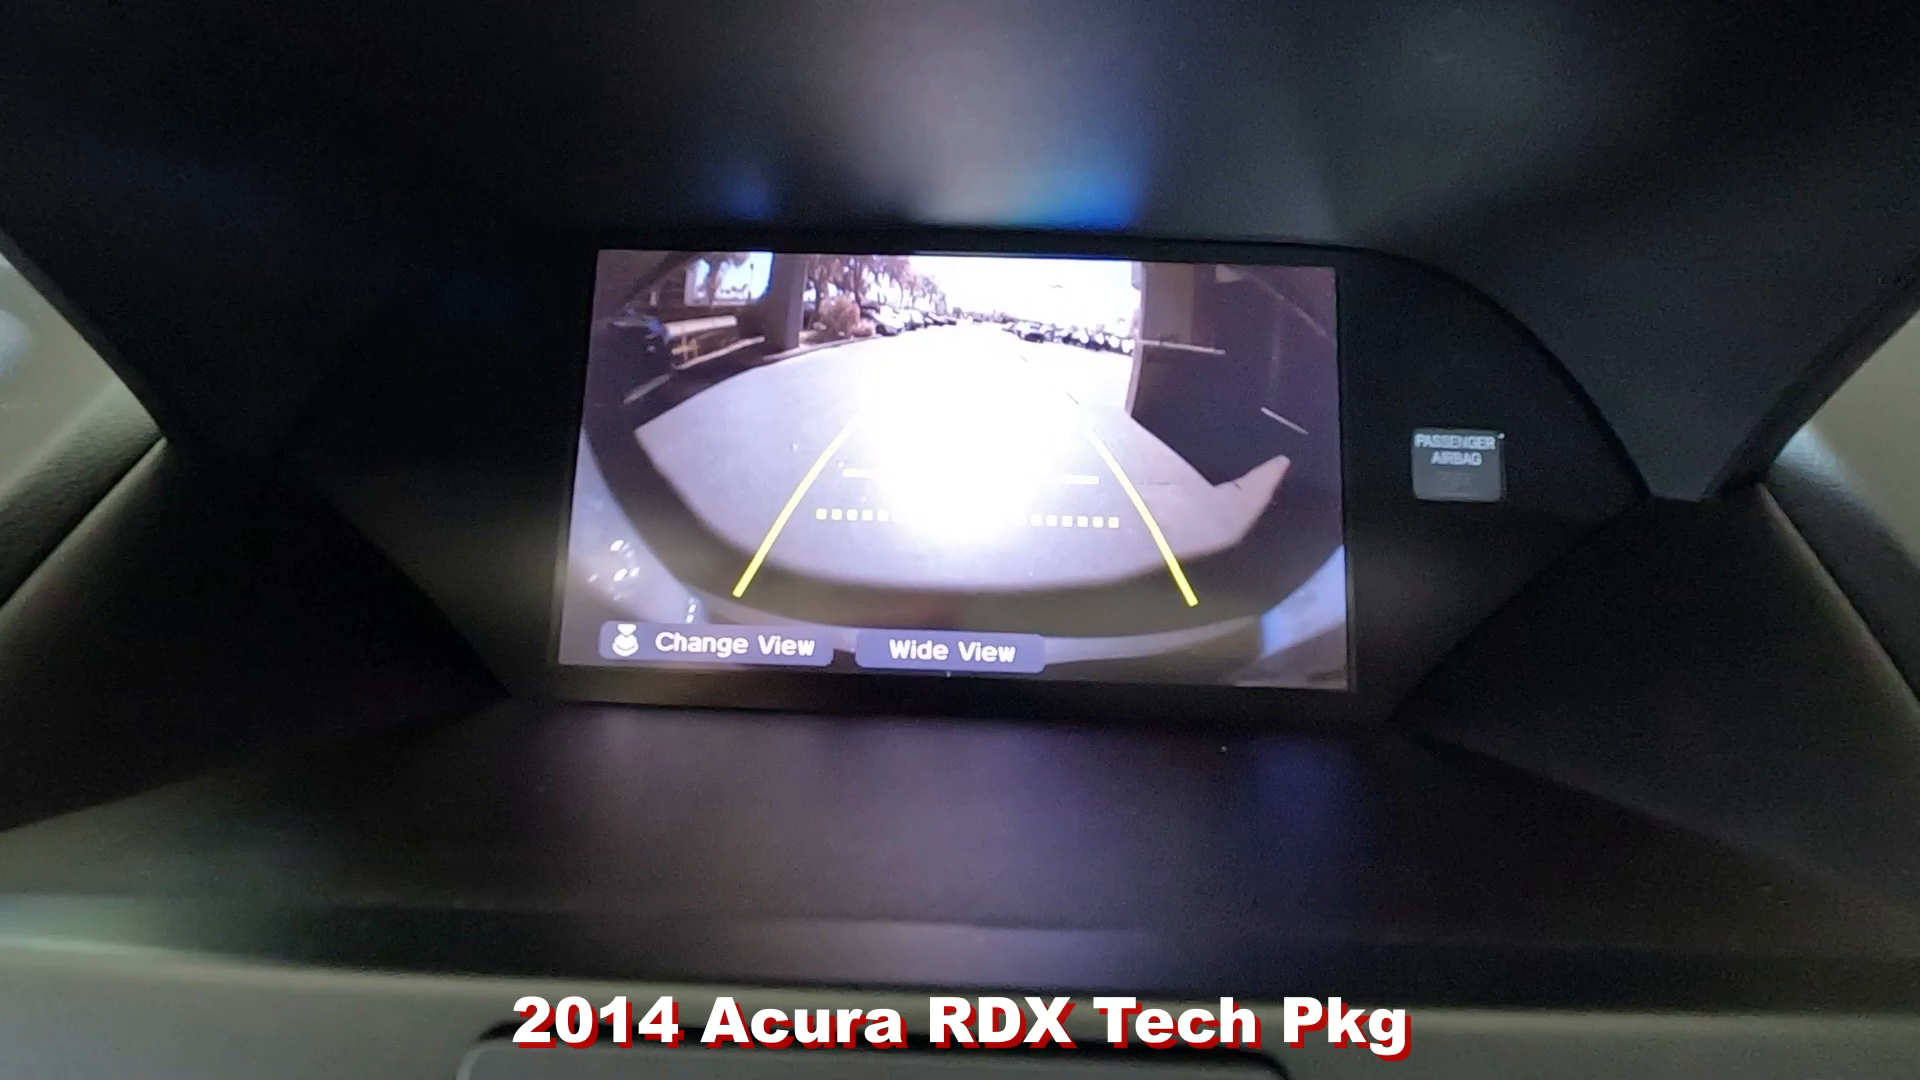 PASSENGER
AIRBAG
Change View
Wide View
2014 Acura RDX Tech Pkg